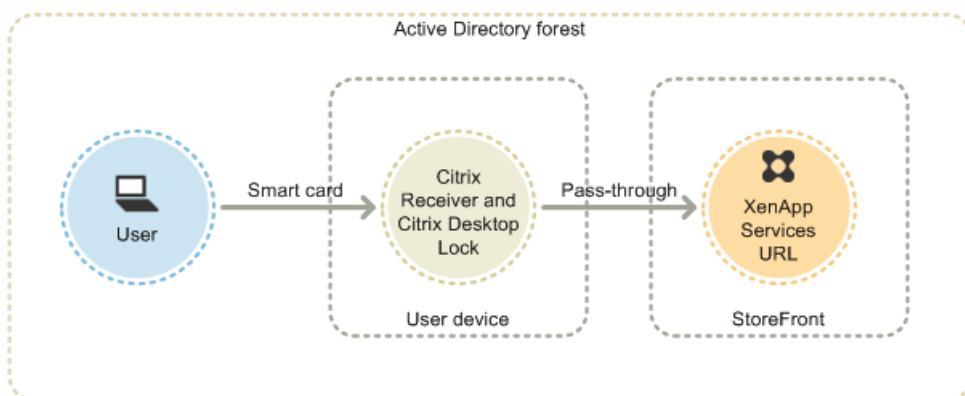 Active Directory forest
User
Smart card
Citrix
Receiver and
Citrix Desktop
Lock
User device
Pass-through
XenApp
Services
URL
StoreFront